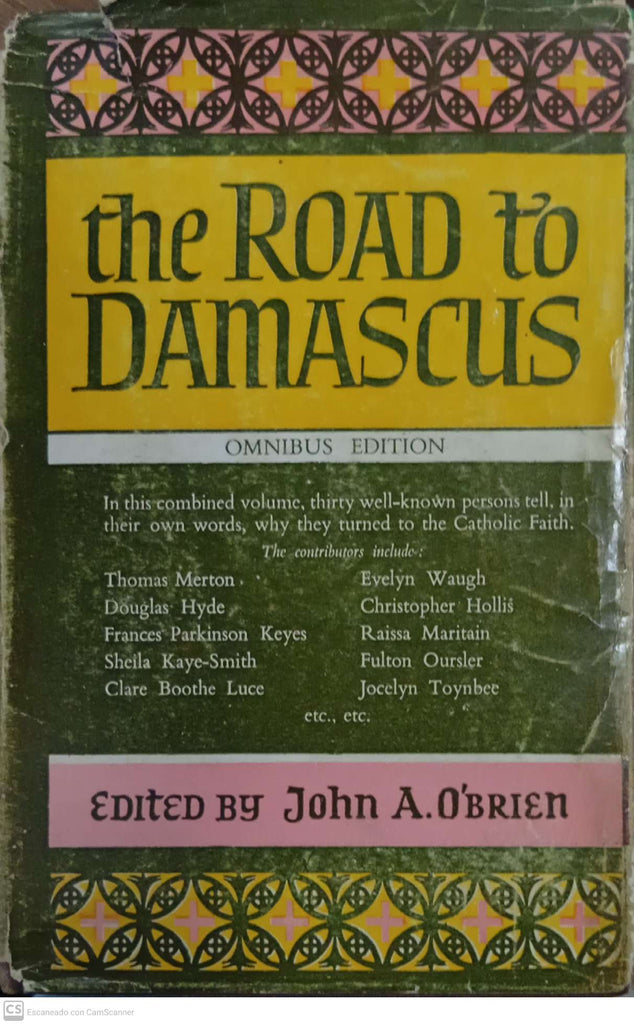 the ROAD to
DAMASCUS
OMNIBUS EDITION
In this combined volume, thirty well-known persons tell, in
their own words, why they turned to the Catholic Faith.
The contributors include:
Thomas Merton
Douglas Hyde
Frances Parkinson Keyes
Sheila Kaye-Smith
Clare Boothe Luce
Evelyn Waugh
Christopher Hollis
Raissa Maritain
Fulton Oursler
Jocelyn Toynbee
etc., etc.
EDITED BY John A. O'BRIEN
CS Escaneado con CamScanner